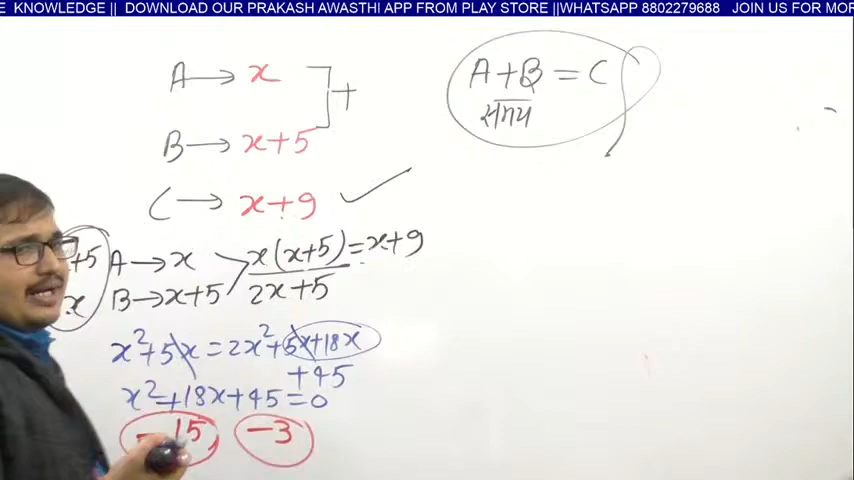 E KNOWLEDGE || DOWNLOAD OUR PRAKASH AWASTHI APP FROM PLAY STORE ||WHATSAPP 8802279688 JOIN US FOR MOR
A → x
+
B → x+5
C → x+9
A+B = C
समय
+5
x
A → x
B → x+5
x(x+5) = x+9
2x+5
x²+5x = 2x²+5x+18x
+45
x²+18x+45=0
-15 -3